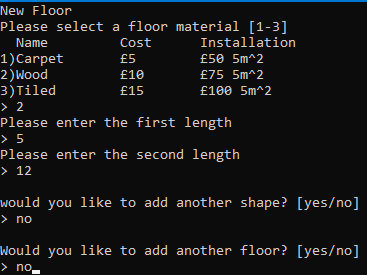 New Floor
Please select a floor material [1-3]
  Name         Cost     Installation
1)Carpet       £5       £50 5m^2
2)Wood         £10      £75 5m^2
3)Tiled        £15      £100 5m^2
> 2
Please enter the first length
> 5
Please enter the second length
> 12
would you like to add another shape? [yes/no]
> no
Would you like to add another floor? [yes/no]
> no